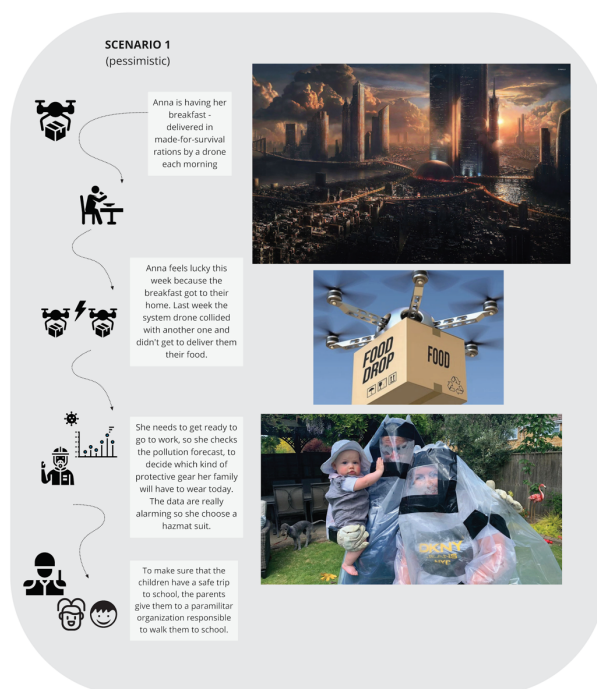 SCENARIO 1
(pessimistic)
Anna is having her
breakfast -
delivered in
made-for-survival
rations by a drone
each morning
Anna feels lucky this
week because the
breakfast got to their
home. Last week the
system drone collided
with another one and
didn't get to deliver them
their food.
FOOD
DROP
FOOD
She needs to get ready to
go to work, so she checks
the pollution forecast, to
decide which kind of
protective gear her family
will have to wear today.
The data are really
alarming so she choose a
hazmat suit.
DKNY
JEANS
NYC
To make sure that the
children have a safe trip
to school, the parents
give them to a paramilitar
organization responsible
to walk them to school.